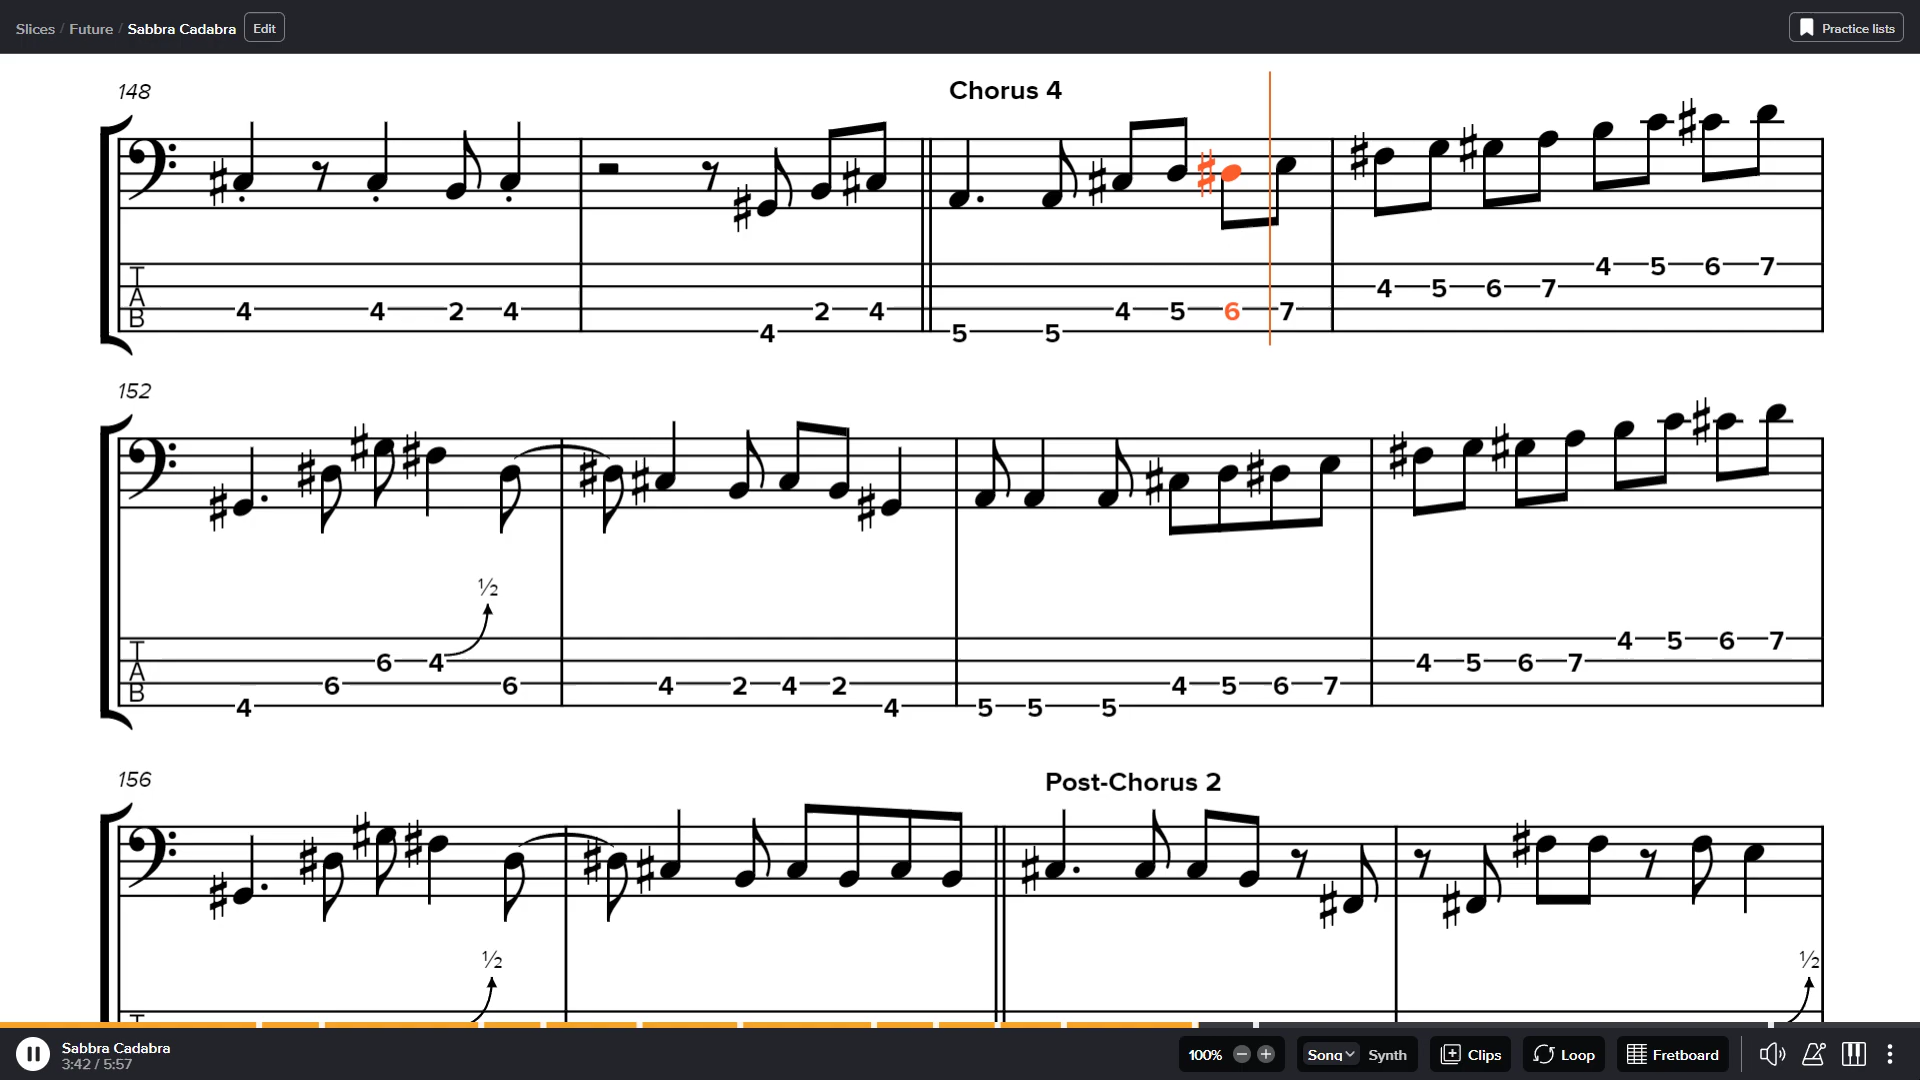 Slices / Future / Sabbra Cadabra Edit Practice lists
148 Chorus 4
4 4 2 4 4 2 4 5 5 4 5 6 7 4 5 6 7 4 5 6 7
TAB
152
½
4 6 6 4 6 4 2 4 2 4 5 5 5 4 5 6 7 4 5 6 7 4 5 6 7
TAB
156 Post-Chorus 2
½ ½
T
Sabbra Cadabra
3:42 / 5:57
100% Song Synth Clips Loop Fretboard